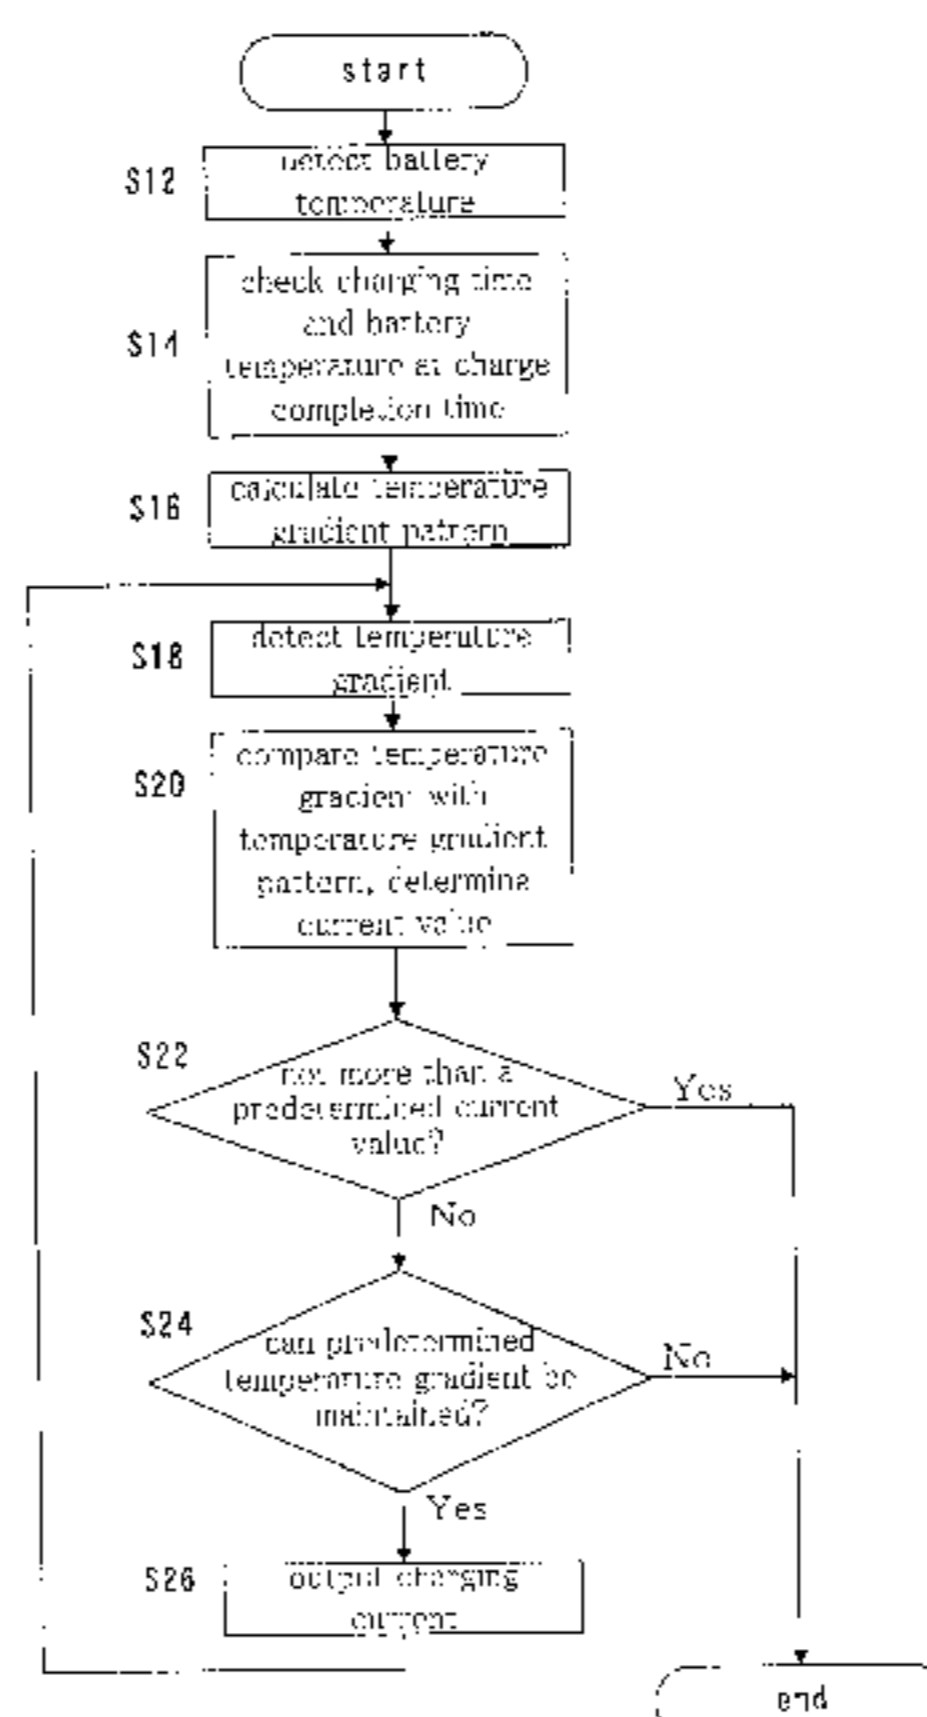 start
S12
detect battery
temperature
S14
check charging time
and battery
temperature at charge
completion time
S16
calculate temperature
gradient pattern
S18
detect temperature
gradient
S20
compare temperature
gradient with
temperature gradient
pattern, determine
current value
S22
not more than a
predetermined current
value?
Yes
No
S24
can predetermined
temperature gradient be
maintained?
No
Yes
S26
output charging
current
end